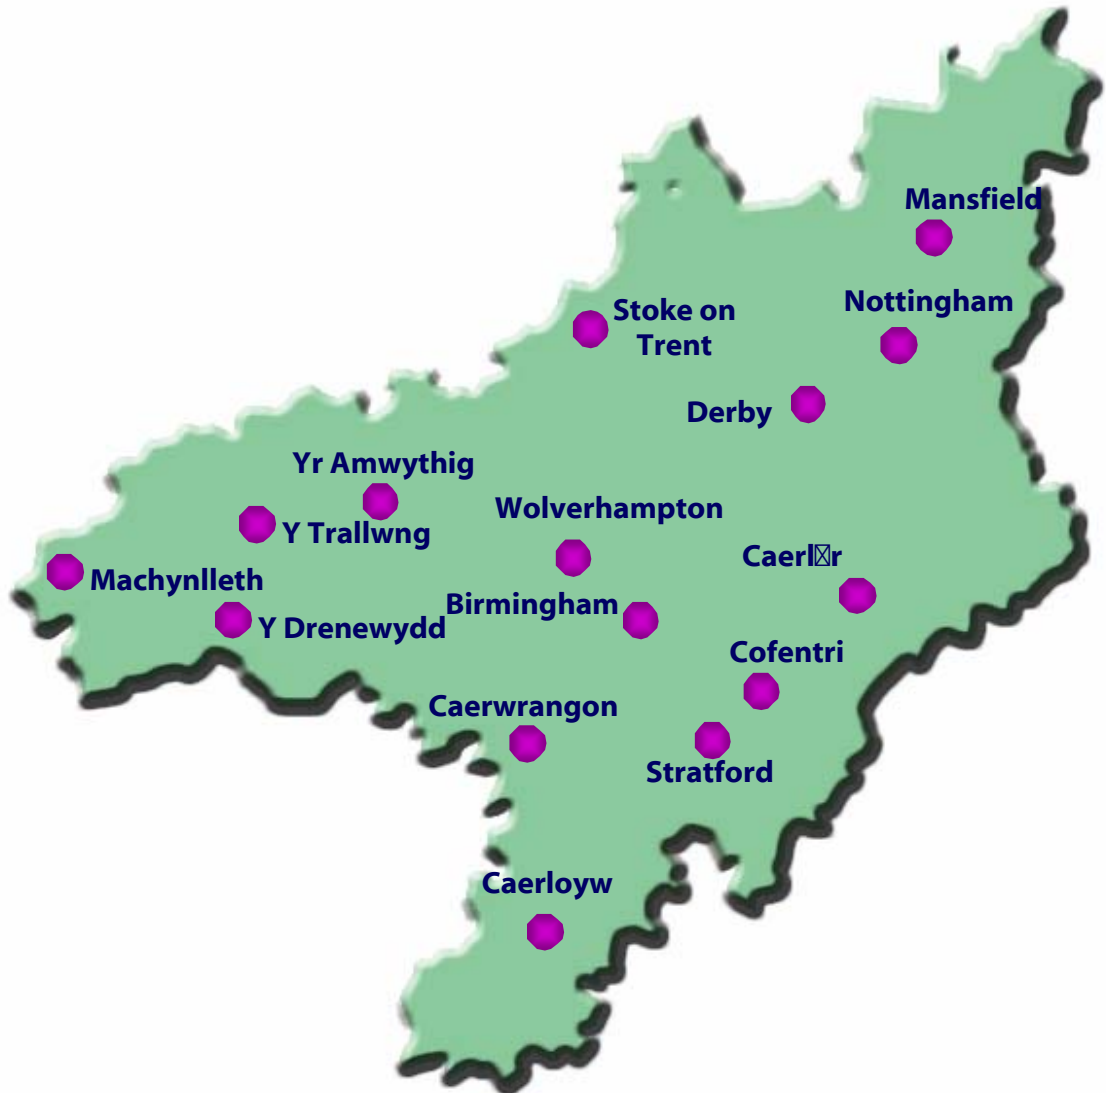 Mansfield
Nottingham
Stoke on
Trent
Derby
Yr Amwythig
Wolverhampton
Y Trallwng
Machynlleth
Birmingham
Y Drenewydd
Cofentri
Caerwrangon
Stratford
Caerloyw